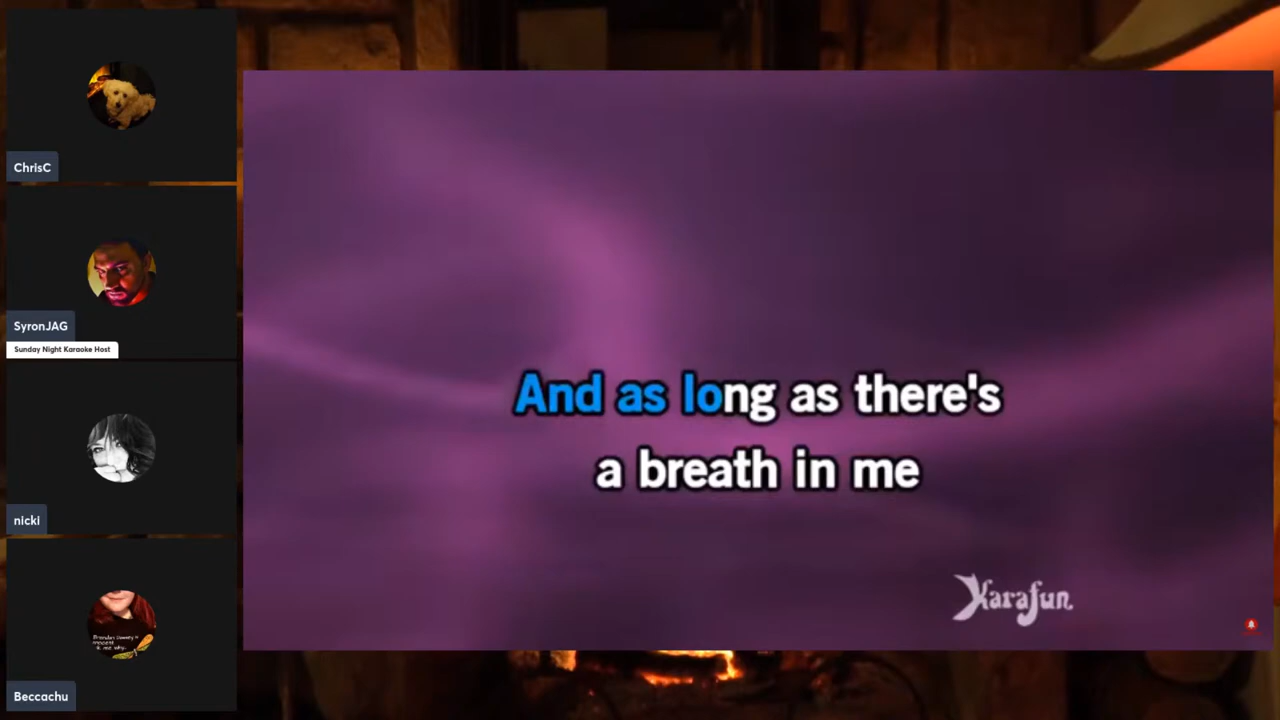 ChrisC
SyronJAG
Sunday Night Karaoke Host
nicki
Beccachu
And as long as there's
a breath in me
Karafun